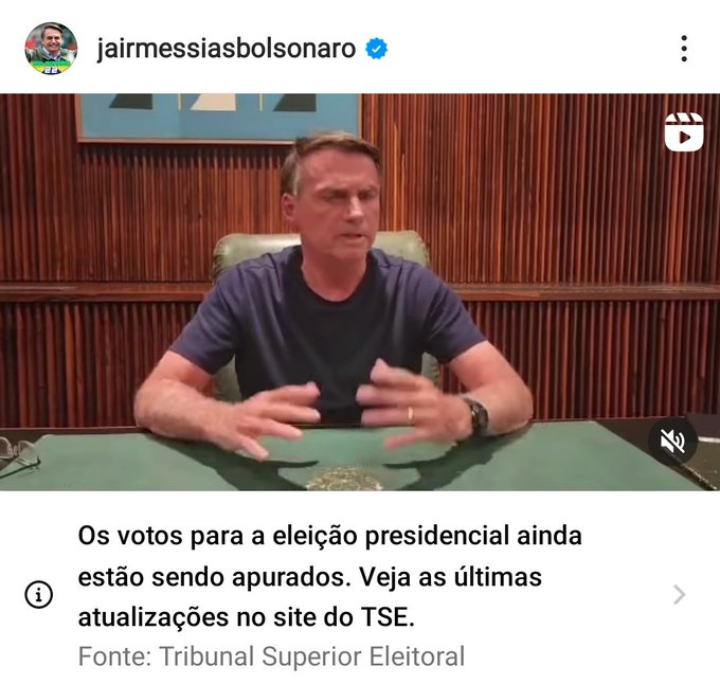 jairmessiasbolsonaro
22
Os votos para a eleição presidencial ainda
estão sendo apurados. Veja as últimas
atualizações no site do TSE.
Fonte: Tribunal Superior Eleitoral